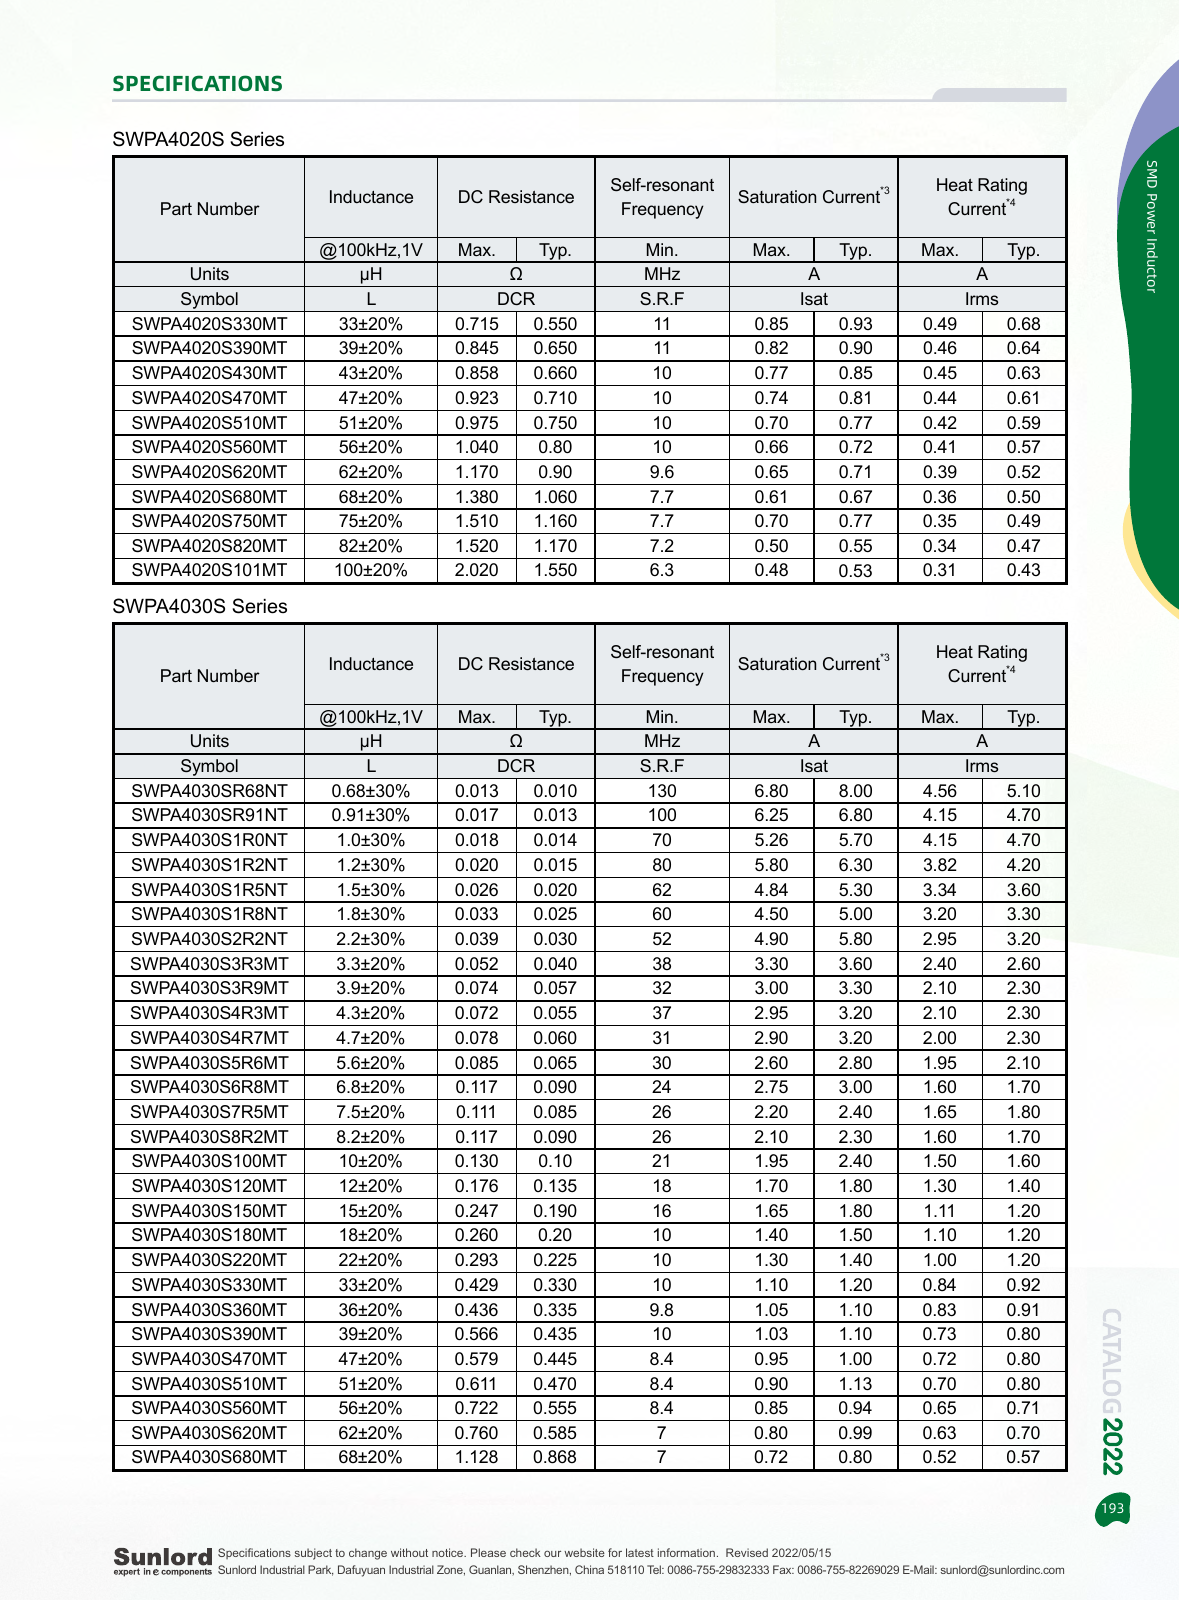 SPECIFICATIONS
SWPA4020S Series
Part Number Inductance DC Resistance Self-resonant Frequency Saturation Current*3 Heat Rating Current*4
@100kHz,1V Max. Typ. Min. Max. Typ. Max. Typ.
Units µH Ω MHz A A
Symbol L DCR S.R.F Isat Irms
SWPA4020S330MT 33±20% 0.715 0.550 11 0.85 0.93 0.49 0.68
SWPA4020S390MT 39±20% 0.845 0.650 11 0.82 0.90 0.46 0.64
SWPA4020S430MT 43±20% 0.858 0.660 10 0.77 0.85 0.45 0.63
SWPA4020S470MT 47±20% 0.923 0.710 10 0.74 0.81 0.44 0.61
SWPA4020S510MT 51±20% 0.975 0.750 10 0.70 0.77 0.42 0.59
SWPA4020S560MT 56±20% 1.040 0.80 10 0.66 0.72 0.41 0.57
SWPA4020S620MT 62±20% 1.170 0.90 9.6 0.65 0.71 0.39 0.52
SWPA4020S680MT 68±20% 1.380 1.060 7.7 0.61 0.67 0.36 0.50
SWPA4020S750MT 75±20% 1.510 1.160 7.7 0.70 0.77 0.35 0.49
SWPA4020S820MT 82±20% 1.520 1.170 7.2 0.50 0.55 0.34 0.47
SWPA4020S101MT 100±20% 2.020 1.550 6.3 0.48 0.53 0.31 0.43
SWPA4030S Series
Part Number Inductance DC Resistance Self-resonant Frequency Saturation Current*3 Heat Rating Current*4
@100kHz,1V Max. Typ. Min. Max. Typ. Max. Typ.
Units µH Ω MHz A A
Symbol L DCR S.R.F Isat Irms
SWPA4030SR68NT 0.68±30% 0.013 0.010 130 6.80 8.00 4.56 5.10
SWPA4030SR91NT 0.91±30% 0.017 0.013 100 6.25 6.80 4.15 4.70
SWPA4030S1R0NT 1.0±30% 0.018 0.014 70 5.26 5.70 4.15 4.70
SWPA4030S1R2NT 1.2±30% 0.020 0.015 80 5.80 6.30 3.82 4.20
SWPA4030S1R5NT 1.5±30% 0.026 0.020 62 4.84 5.30 3.34 3.60
SWPA4030S1R8NT 1.8±30% 0.033 0.025 60 4.50 5.00 3.20 3.30
SWPA4030S2R2NT 2.2±30% 0.039 0.030 52 4.90 5.80 2.95 3.20
SWPA4030S3R3MT 3.3±20% 0.052 0.040 38 3.30 3.60 2.40 2.60
SWPA4030S3R9MT 3.9±20% 0.074 0.057 32 3.00 3.30 2.10 2.30
SWPA4030S4R3MT 4.3±20% 0.072 0.055 37 2.95 3.20 2.10 2.30
SWPA4030S4R7MT 4.7±20% 0.078 0.060 31 2.90 3.20 2.00 2.30
SWPA4030S5R6MT 5.6±20% 0.085 0.065 30 2.60 2.80 1.95 2.10
SWPA4030S6R8MT 6.8±20% 0.117 0.090 24 2.75 3.00 1.60 1.70
SWPA4030S7R5MT 7.5±20% 0.111 0.085 26 2.20 2.40 1.65 1.80
SWPA4030S8R2MT 8.2±20% 0.117 0.090 26 2.10 2.30 1.60 1.70
SWPA4030S100MT 10±20% 0.130 0.10 21 1.95 2.40 1.50 1.60
SWPA4030S120MT 12±20% 0.176 0.135 18 1.70 1.80 1.30 1.40
SWPA4030S150MT 15±20% 0.247 0.190 16 1.65 1.80 1.11 1.20
SWPA4030S180MT 18±20% 0.260 0.20 10 1.40 1.50 1.10 1.20
SWPA4030S220MT 22±20% 0.293 0.225 10 1.30 1.40 1.00 1.20
SWPA4030S330MT 33±20% 0.429 0.330 10 1.10 1.20 0.84 0.92
SWPA4030S360MT 36±20% 0.436 0.335 9.8 1.05 1.10 0.83 0.91
SWPA4030S390MT 39±20% 0.566 0.435 10 1.03 1.10 0.73 0.80
SWPA4030S470MT 47±20% 0.579 0.445 8.4 0.95 1.00 0.72 0.80
SWPA4030S510MT 51±20% 0.611 0.470 8.4 0.90 1.13 0.70 0.80
SWPA4030S560MT 56±20% 0.722 0.555 8.4 0.85 0.94 0.65 0.71
SWPA4030S620MT 62±20% 0.760 0.585 7 0.80 0.99 0.63 0.70
SWPA4030S680MT 68±20% 1.128 0.868 7 0.72 0.80 0.52 0.57
SMD Power Inductor
CATALOG 2022
193
Sunlord
expert in e components
Specifications subject to change without notice. Please check our website for latest information. Revised 2022/05/15
Sunlord Industrial Park, Dafuyuan Industrial Zone, Guanlan, Shenzhen, China 518110 Tel: 0086-755-29832333 Fax: 0086-755-82269029 E-Mail: sunlord@sunlordinc.com